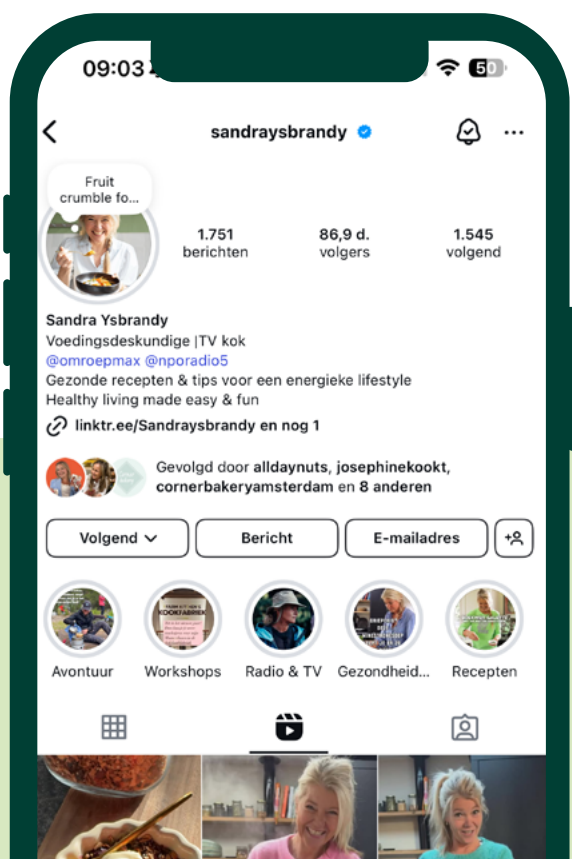 09:03
50
sandraysbrandy
Fruit
crumble fo...
1.751
berichten
86,9 d.
volgers
1.545
volgend
Sandra Ysbrandy
Voedingsdeskundige |TV kok
@omroepmax @nporadio5
Gezonde recepten & tips voor een energieke lifestyle
Healthy living made easy & fun
linktr.ee/Sandraysbrandy en nog 1
Gevolgd door alldaynuts, josephinekookt,
cornerbakeryamsterdam en 8 anderen
Volgend
Bericht
E-mailadres
KOOKFABRIEK
Avontuur
Workshops
Radio & TV
Gezondheid...
Recepten